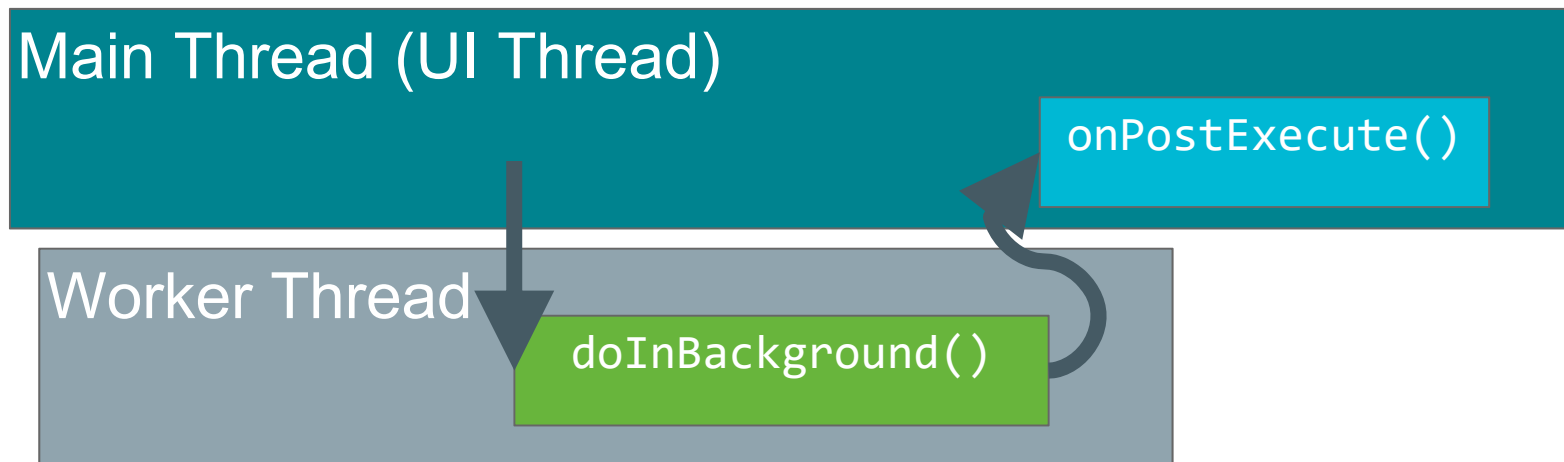 Main Thread (UI Thread)
onPostExecute()
Worker Thread
doInBackground()